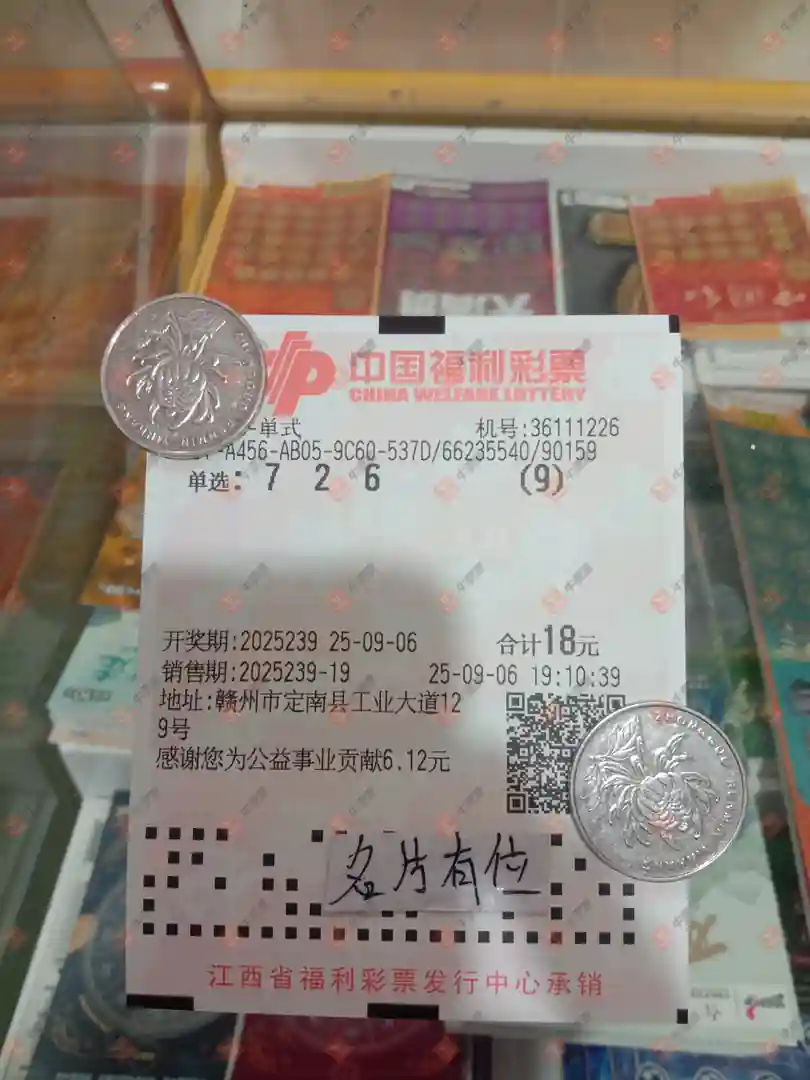 中国福利彩票
CHINA WELFARE LOTTERY
-单式 机号:36111226
-A456-AB05-9C60-537D/66235540/90159
单选: 7 2 6 (9)
开奖期:2025239 25-09-06 合计18元
销售期:2025239-19 25-09-06 19:10:39
地址:赣州市定南县工业大道12
9号
感谢您为公益事业贡献6.12元
名片有位
江西省福利彩票发行中心承销